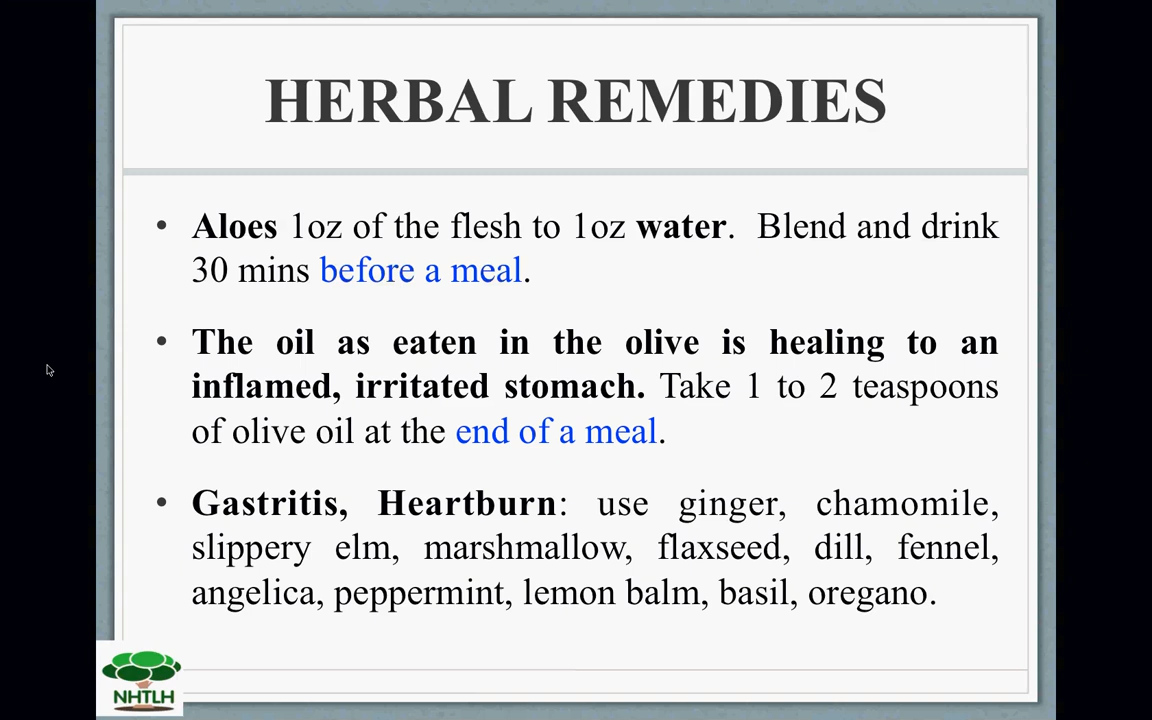 HERBAL REMEDIES
• Aloes 1oz of the flesh to 1oz water. Blend and drink
30 mins before a meal.
• The oil as eaten in the olive is healing to an
inflamed, irritated stomach. Take 1 to 2 teaspoons
of olive oil at the end of a meal.
• Gastritis, Heartburn: use ginger, chamomile,
slippery elm, marshmallow, flaxseed, dill, fennel,
angelica, peppermint, lemon balm, basil, oregano.
NHTLH